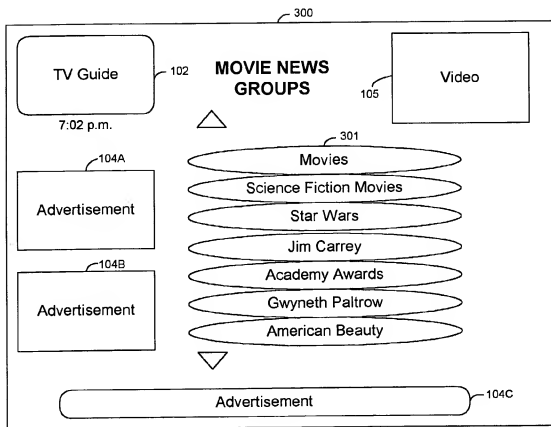 300
TV Guide
102
7:02 p.m.
MOVIE NEWS
GROUPS
105
Video
301
Movies
Science Fiction Movies
Star Wars
Jim Carrey
Academy Awards
Gwyneth Paltrow
American Beauty
104A
Advertisement
104B
Advertisement
Advertisement
104C